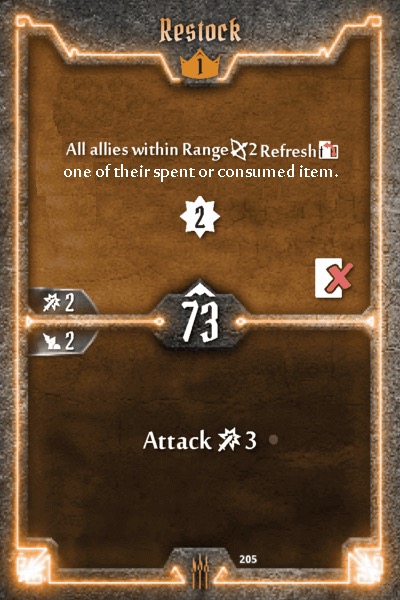 Restock
1
All allies within Range 2 Refresh
one of their spent or consumed item.
2
2
73
2
Attack 3
205